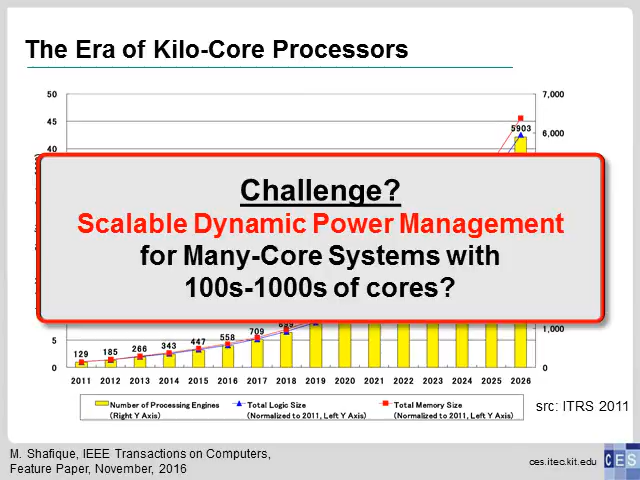 The Era of Kilo-Core Processors
50
7,000
45
5903
6,000
40
Challenge?
Scalable Dynamic Power Management
for Many-Core Systems with
100s-1000s of cores?
5
129 185 266 343 447 558 709 899
1,000
0
0
2011 2012 2013 2014 2015 2016 2017 2018 2019 2020 2021 2022 2023 2024 2025 2026
Number of Processing Engines Total Logic Size Total Memory Size
(Right Y Axis) (Normalized to 2011, Left Y Axis) (Normalized to 2011, Left Y Axis)
src: ITRS 2011
M. Shafique, IEEE Transactions on Computers,
Feature Paper, November, 2016
ces.itec.kit.edu
CES